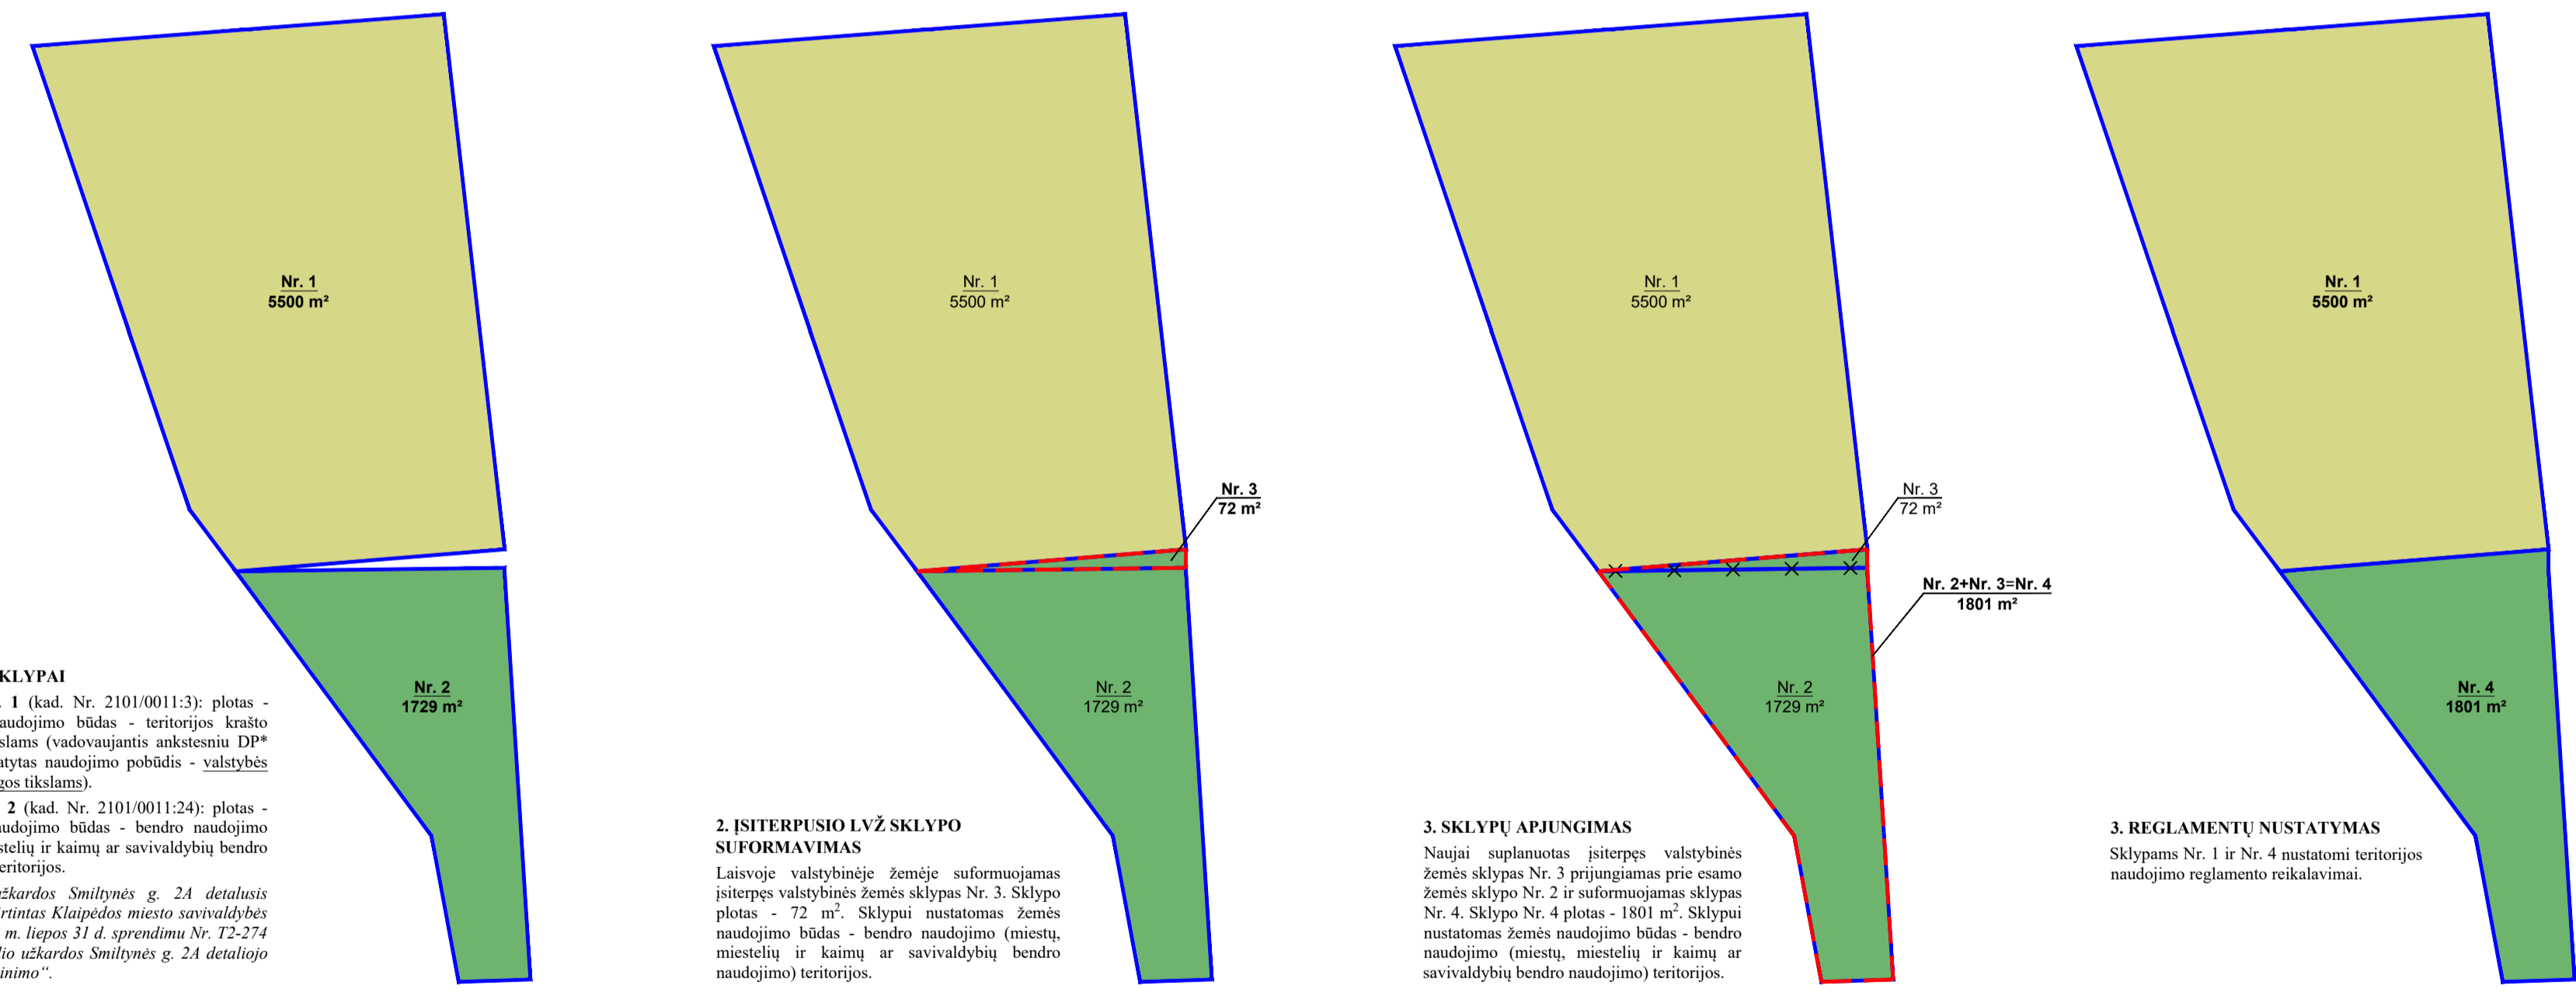 Nr. 1
5500 m²
Nr. 2
1729 m²
KLYPAI
1 (kad. Nr. 2101/0011:3): plotas -
audojimo būdas - teritorijos krašto
slams (vadovaujantis ankstesniu DP*
atytas naudojimo pobūdis - valstybės
gos tikslams).
2 (kad. Nr. 2101/0011:24): plotas -
udojimo būdas - bendro naudojimo
stelių ir kaimų ar savivaldybių bendro
eritorijos.
žkardos Smiltynės g. 2A detalusis
rtintas Klaipėdos miesto savivaldybės
m. liepos 31 d. sprendimu Nr. T2-274
lio užkardos Smiltynės g. 2A detaliojo
inimo“.
Nr. 1
5500 m²
Nr. 3
72 m²
Nr. 2
1729 m²
2. ĮSITERPUSIO LVŽ SKLYPO
SUFORMAVIMAS
Laisvoje valstybinėje žemėje suformuojamas
įsiterpęs valstybinės žemės sklypas Nr. 3. Sklypo
plotas - 72 m². Sklypui nustatomas žemės
naudojimo būdas - bendro naudojimo (miestų,
miestelių ir kaimų ar savivaldybių bendro
naudojimo) teritorijos.
Nr. 1
5500 m²
Nr. 3
72 m²
Nr. 2+Nr. 3=Nr. 4
1801 m²
Nr. 2
1729 m²
3. SKLYPŲ APJUNGIMAS
Naujai suplanuotas įsiterpęs valstybinės
žemės sklypas Nr. 3 prijungiamas prie esamo
žemės sklypo Nr. 2 ir suformuojamas sklypas
Nr. 4. Sklypo Nr. 4 plotas - 1801 m². Sklypui
nustatomas žemės naudojimo būdas - bendro
naudojimo (miestų, miestelių ir kaimų ar
savivaldybių bendro naudojimo) teritorijos.
Nr. 1
5500 m²
Nr. 4
1801 m²
3. REGLAMENTŲ NUSTATYMAS
Sklypams Nr. 1 ir Nr. 4 nustatomi teritorijos
naudojimo reglamento reikalavimai.